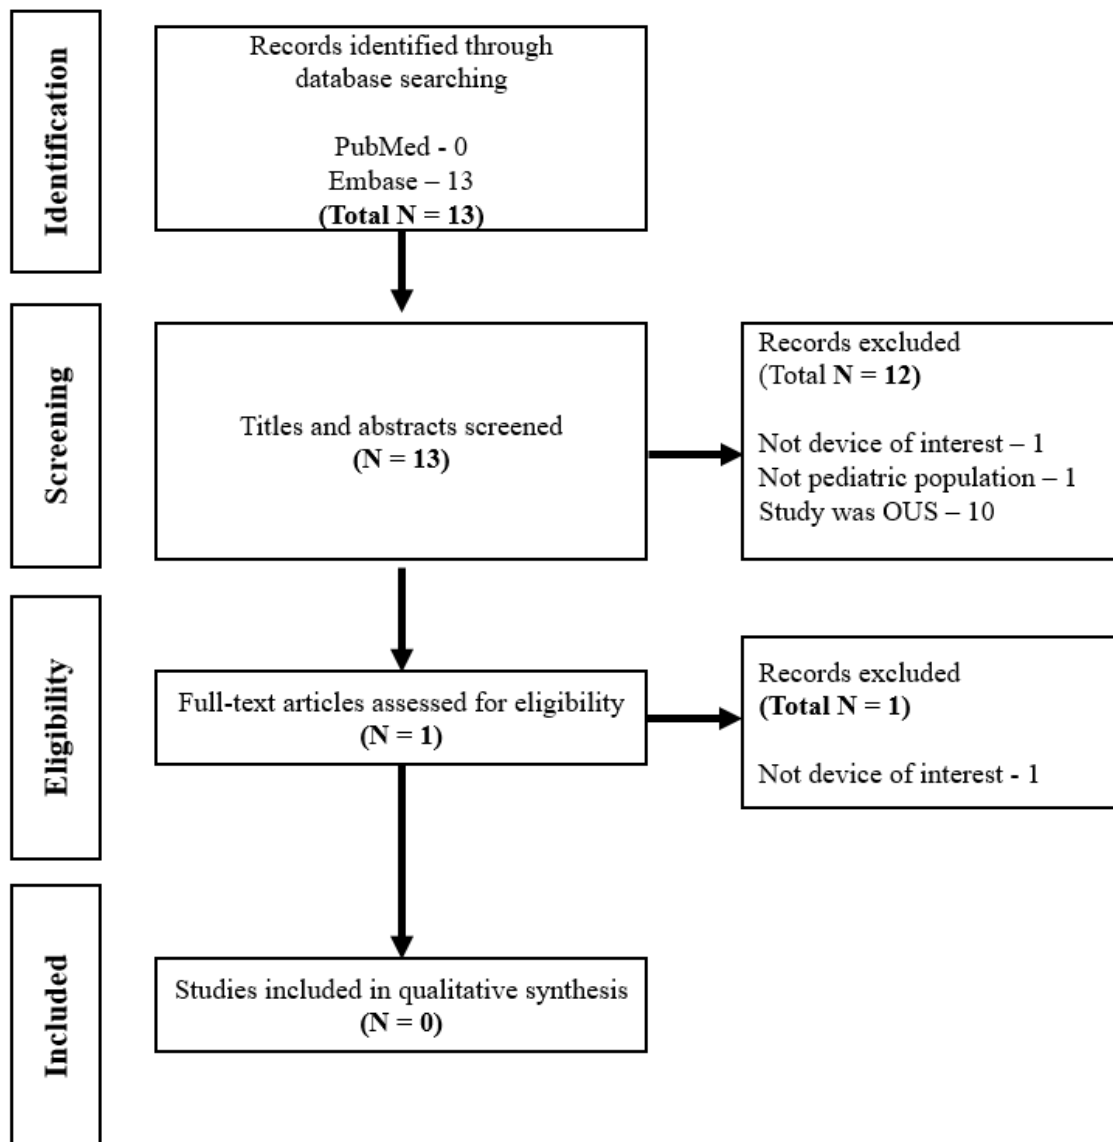 Identification
Records identified through
database searching
PubMed - 0
Embase – 13
(Total N = 13)
Screening
Titles and abstracts screened
(N = 13)
Records excluded
(Total N = 12)
Not device of interest – 1
Not pediatric population – 1
Study was OUS – 10
Eligibility
Full-text articles assessed for eligibility
(N = 1)
Records excluded
(Total N = 1)
Not device of interest - 1
Included
Studies included in qualitative synthesis
(N = 0)